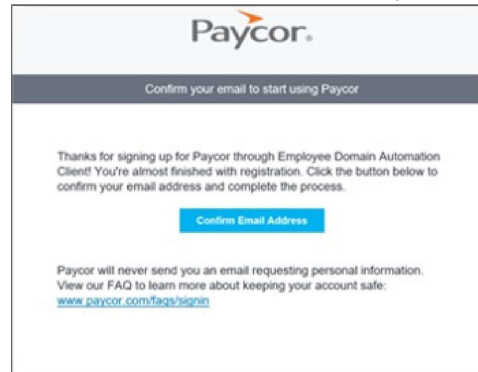 Paycor®
Confirm your email to start using Paycor
Thanks for signing up for Paycor through Employee Domain Automation
Client! You're almost finished with registration. Click the button below to
confirm your email address and complete the process.
Confirm Email Address
Paycor will never send you an email requesting personal information.
View our FAQ to learn more about keeping your account safe:
www.paycor.com/faqs/signin